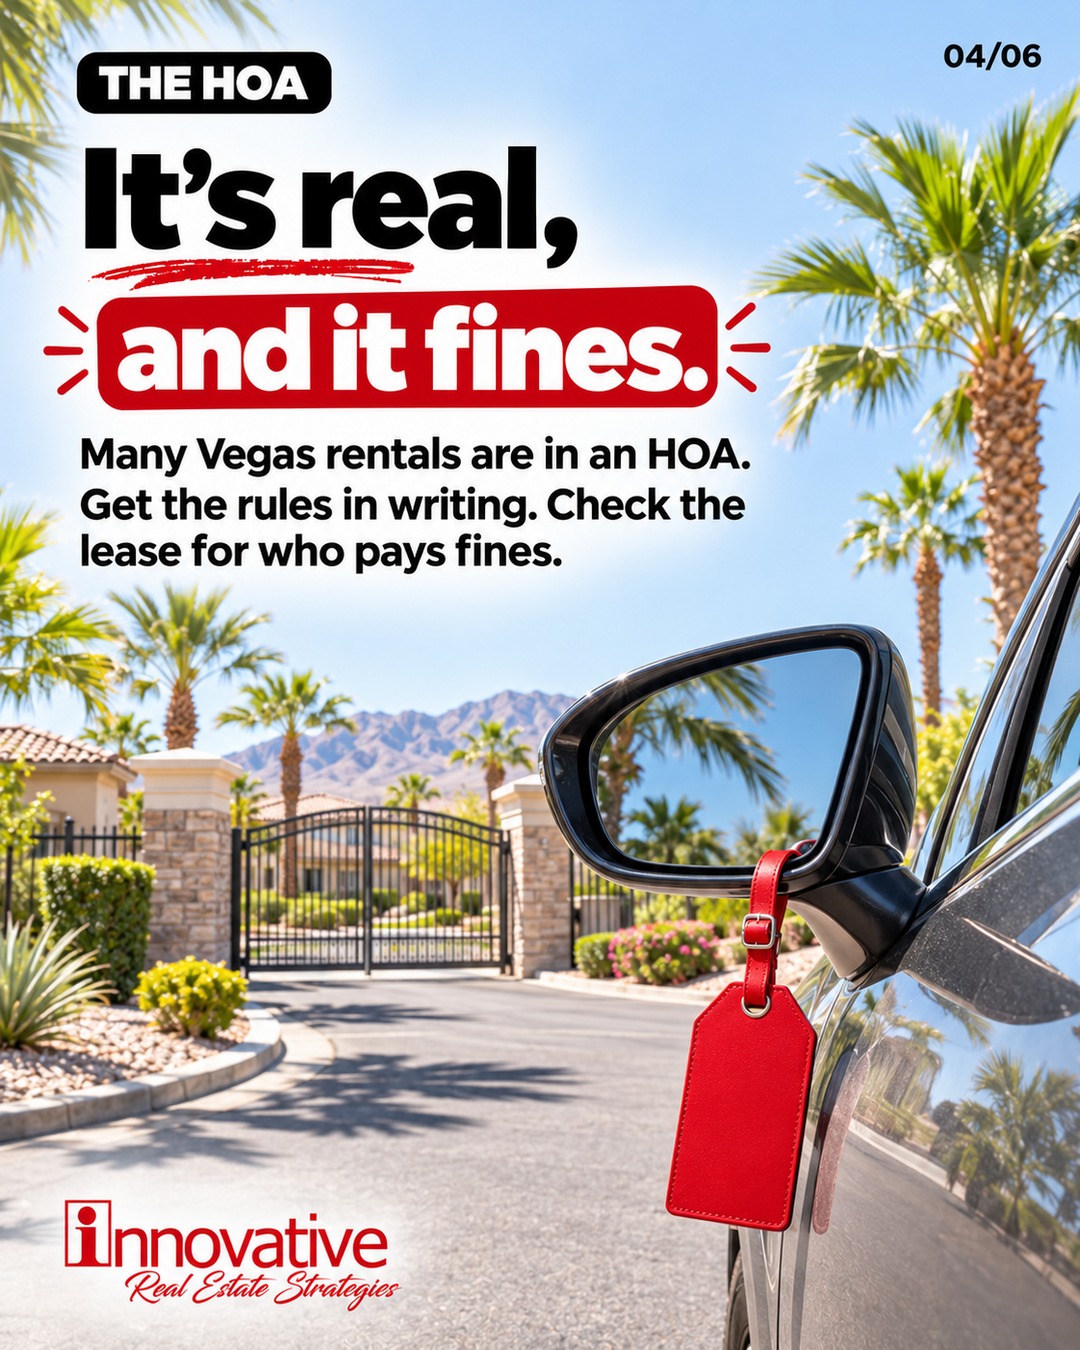 04/06
THE HOA
It's real,
and it fines.
Many Vegas rentals are in an HOA.
Get the rules in writing. Check the
lease for who pays fines.
innovative
Real Estate Strategies